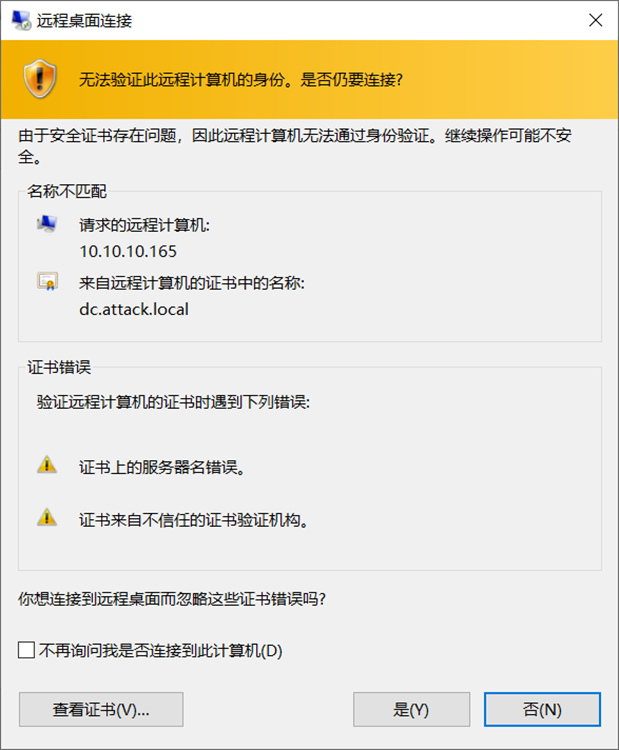 远程桌面连接
无法验证此远程计算机的身份。是否仍要连接?
由于安全证书存在问题，因此远程计算机无法通过身份验证。继续操作可能不安
全。
名称不匹配
请求的远程计算机:
10.10.10.165
来自远程计算机的证书中的名称:
dc.attack.local
证书错误
验证远程计算机的证书时遇到下列错误:
证书上的服务器名错误。
证书来自不信任的证书验证机构。
你想连接到远程桌面而忽略这些证书错误吗?
不再询问我是否连接到此计算机(D)
查看证书(V)... 是(Y) 否(N)